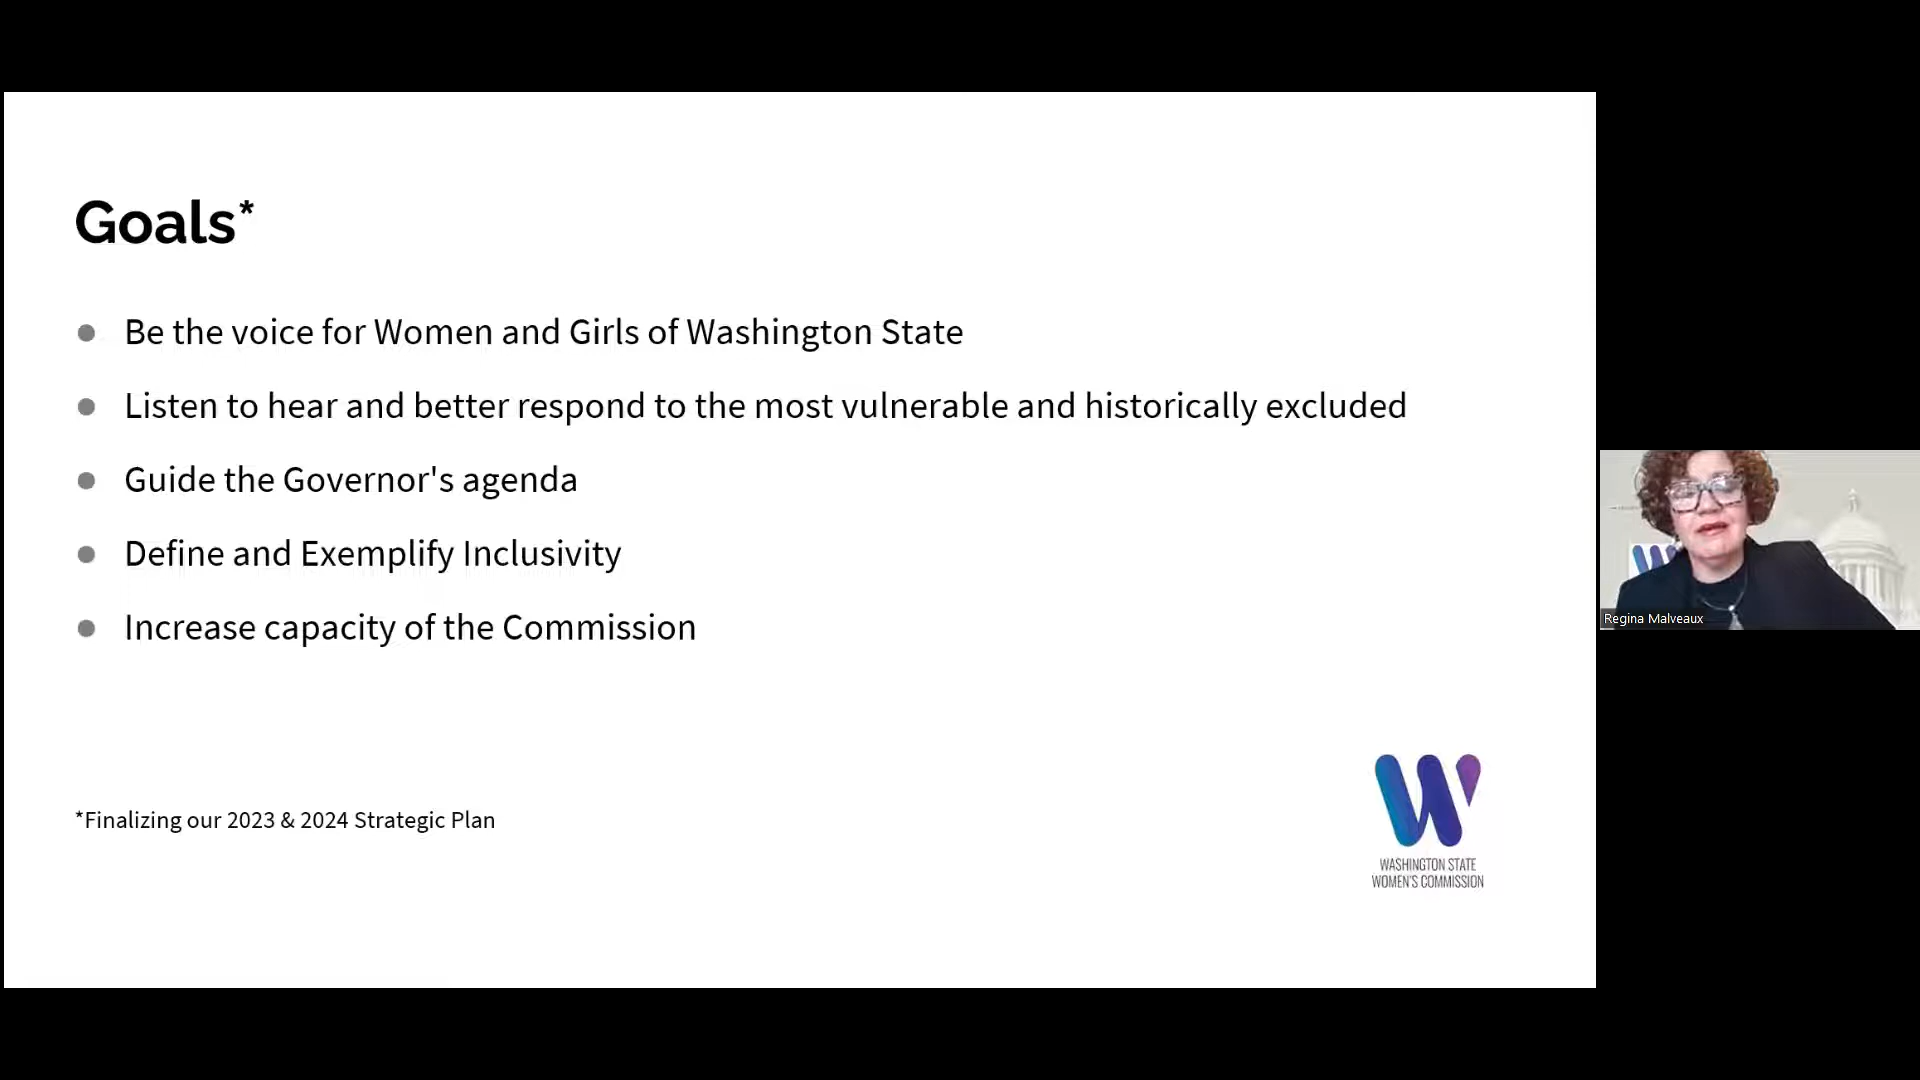 Goals*
Be the voice for Women and Girls of Washington State
Listen to hear and better respond to the most vulnerable and historically excluded
Guide the Governor's agenda
Define and Exemplify Inclusivity
Increase capacity of the Commission
*Finalizing our 2023 & 2024 Strategic Plan
WASHINGTON STATE
WOMEN'S COMMISSION
Regina Malveaux